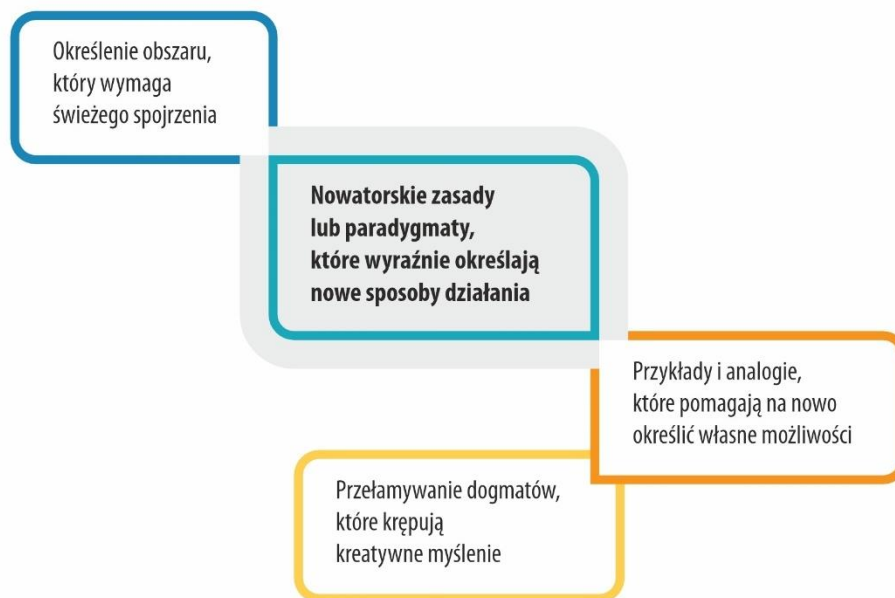 Określenie obszaru,
który wymaga
świeżego spojrzenia
Nowatorskie zasady
lub paradygmaty,
które wyraźnie określają
nowe sposoby działania
Przykłady i analogie,
które pomagają na nowo
określić własne możliwości
Przełamywanie dogmatów,
które krępują
kreatywne myślenie